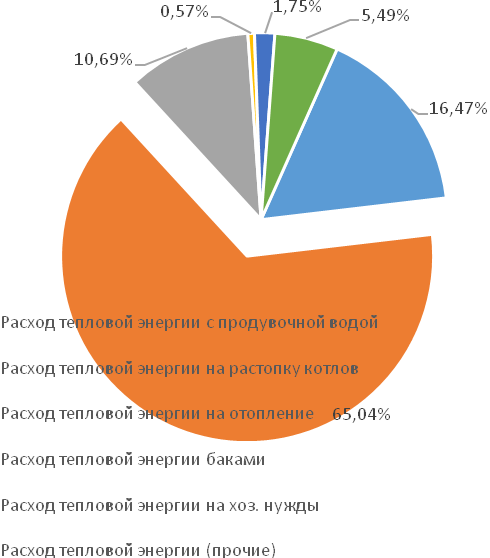 0,57%
1,75%
5,49%
10,69%
16,47%
Расход тепловой энергии с продувочной водой
Расход тепловой энергии на растопку котлов
Расход тепловой энергии на отопление
65,04%
Расход тепловой энергии баками
Расход тепловой энергии на хоз. нужды
Расход тепловой энергии (прочие)